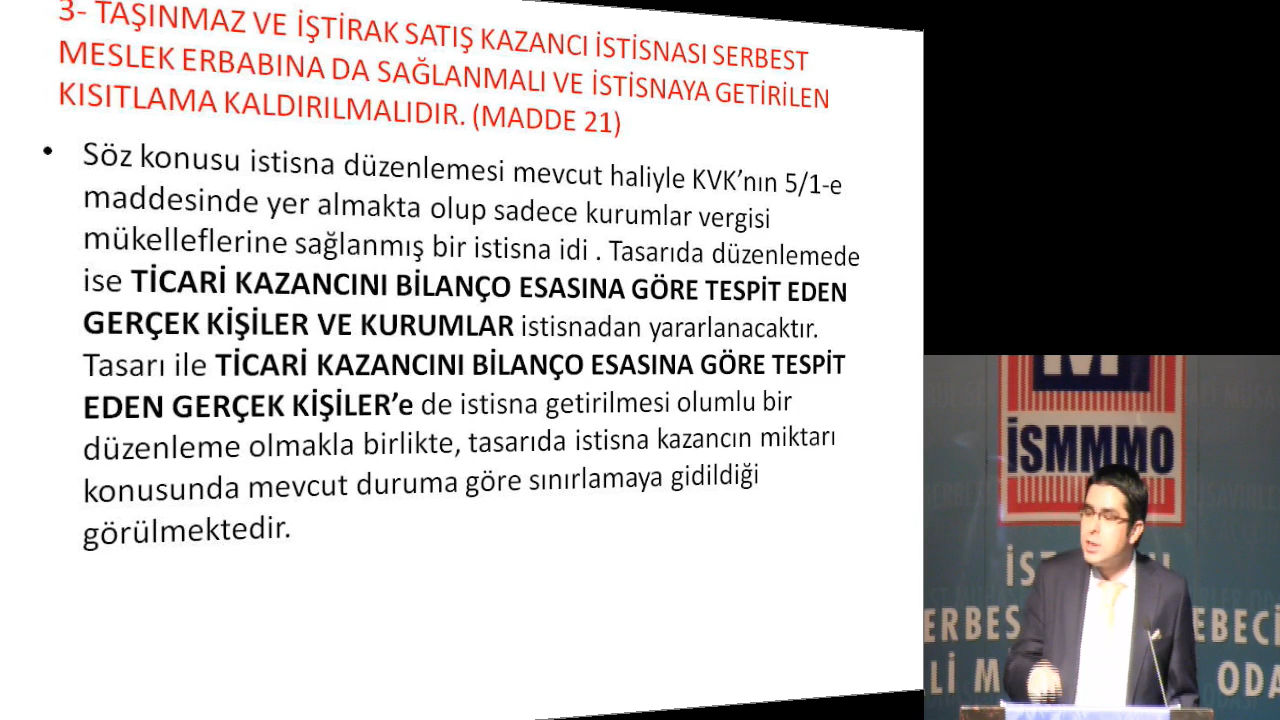 3- TAŞINMAZ VE İŞTİRAK SATIŞ KAZANCI İSTİSNASI SERBEST
MESLEK ERBABINA DA SAĞLANMALI VE İSTİSNAYA GETİRİLEN
KISITLAMA KALDIRILMALIDIR. (MADDE 21)
• Söz konusu istisna düzenlemesi mevcut haliyle KVK’nın 5/1-e
maddesinde yer almakta olup sadece kurumlar vergisi
mükelleflerine sağlanmış bir istisna idi . Tasarıda düzenlemede
ise TİCARİ KAZANCINI BİLANÇO ESASINA GÖRE TESPİT EDEN
GERÇEK KİŞİLER VE KURUMLAR istisnadan yararlanacaktır.
Tasarı ile TİCARİ KAZANCINI BİLANÇO ESASINA GÖRE TESPİT
EDEN GERÇEK KİŞİLER’e de istisna getirilmesi olumlu bir
düzenleme olmakla birlikte, tasarıda istisna kazancın miktarı
konusunda mevcut duruma göre sınırlamaya gidildiği
görülmektedir.
İSMMMO